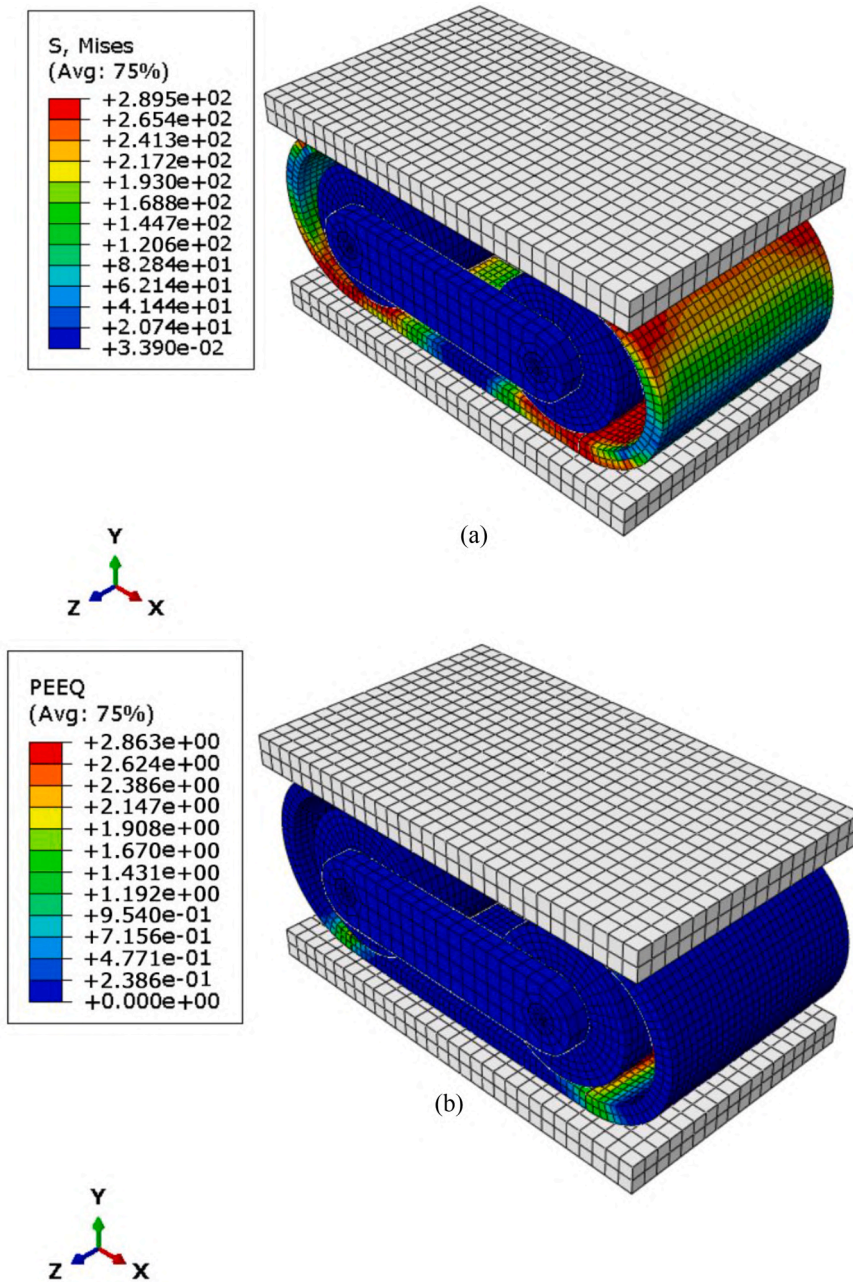 S, Mises
(Avg: 75%)
+2.895e+02
+2.654e+02
+2.413e+02
+2.172e+02
+1.930e+02
+1.688e+02
+1.447e+02
+1.206e+02
+8.284e+01
+6.214e+01
+4.144e+01
+2.074e+01
+3.390e-02
(a)
Y
Z
X
PEEQ
(Avg: 75%)
+2.863e+00
+2.624e+00
+2.386e+00
+2.147e+00
+1.908e+00
+1.670e+00
+1.431e+00
+1.192e+00
+9.540e-01
+7.156e-01
+4.771e-01
+2.386e-01
+0.000e+00
(b)
Y
Z
X